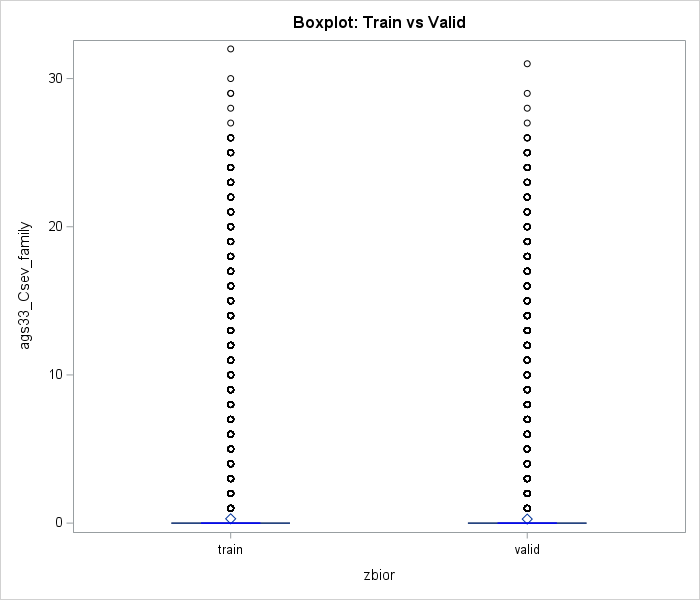 Boxplot: Train vs Valid
30
20
10
0
ags33_Csev_family
train
valid
zbior